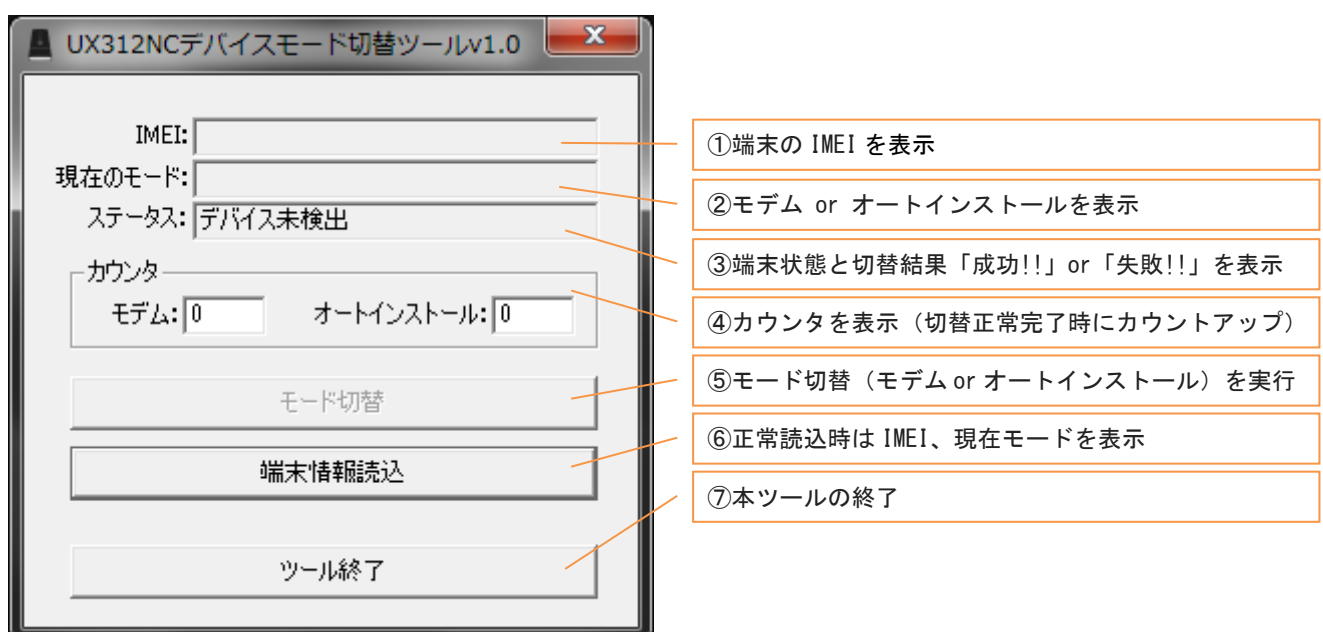 UX312NCデバイスモード切替ツールv1.0
IMEI:
①端末の IMEI を表示
現在のモード:
②モデム or オートインストールを表示
ステータス: デバイス未検出
③端末状態と切替結果「成功!!」or「失敗!!」を表示
カウンタ
モデム: 0 オートインストール: 0
④カウンタを表示（切替正常完了時にカウントアップ）
モード切替
⑤モード切替（モデム or オートインストール）を実行
端末情報読込
⑥正常読込時は IMEI、現在モードを表示
ツール終了
⑦本ツールの終了